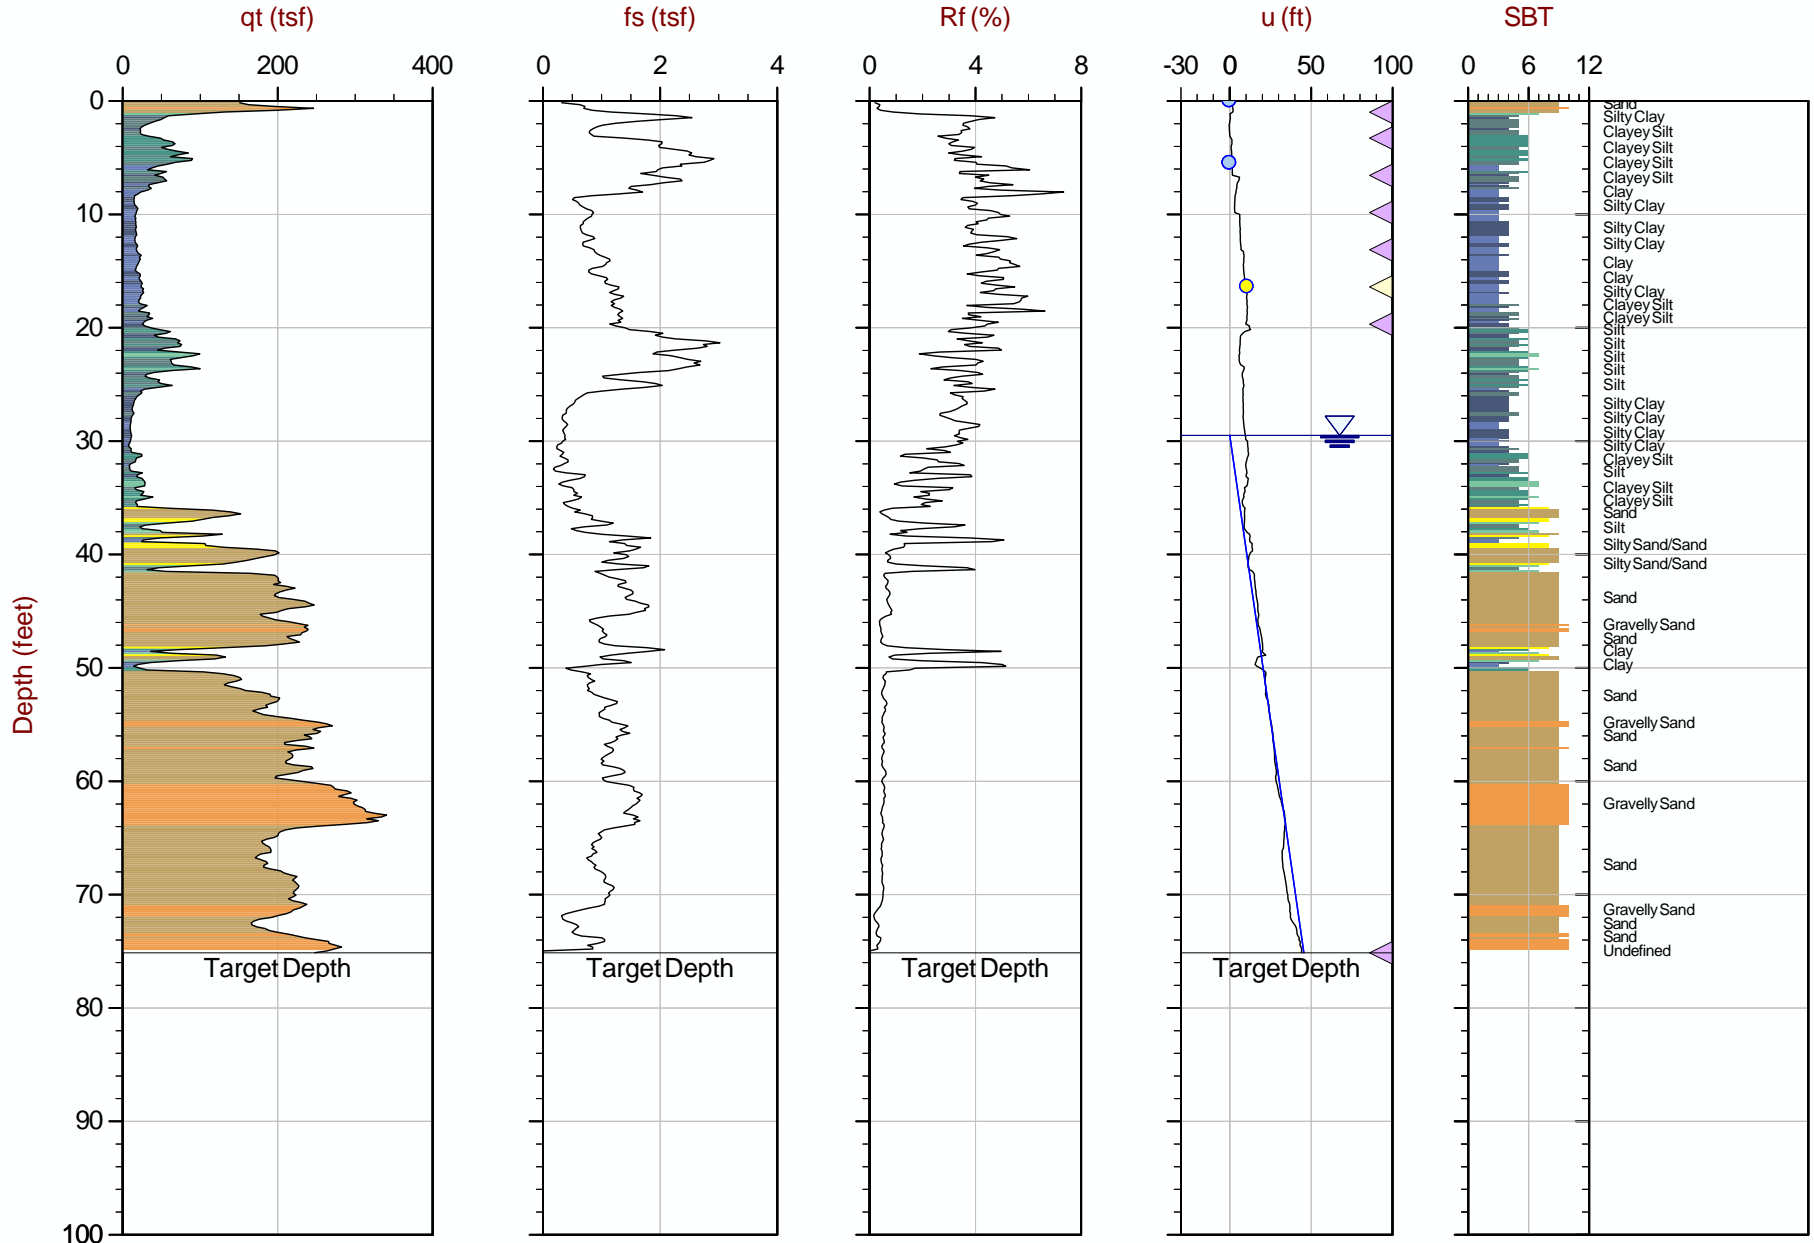 qt (tsf)
fs (tsf)
Rf (%)
u (ft)
SBT
0 200 400
0 2 4
0 4 8
-30 0 50 100
0 6 12
Depth (feet)
0
10
20
30
40
50
60
70
80
90
100
Target Depth
Target Depth
Target Depth
Target Depth
Sand
Silty Clay
Clayey Silt
Clayey Silt
Clayey Silt
Clayey Silt
Clay
Silty Clay
Silty Clay
Silty Clay
Clay
Clay
Silty Clay
Clayey Silt
Clayey Silt
Silt
Silt
Silt
Silt
Silt
Silty Clay
Silty Clay
Silty Clay
Silty Clay
Clayey Silt
Silt
Clayey Silt
Clayey Silt
Sand
Silt
Silty Sand/Sand
Silty Sand/Sand
Sand
Gravelly Sand
Sand
Clay
Clay
Sand
Gravelly Sand
Sand
Sand
Gravelly Sand
Sand
Gravelly Sand
Sand
Sand
Undefined